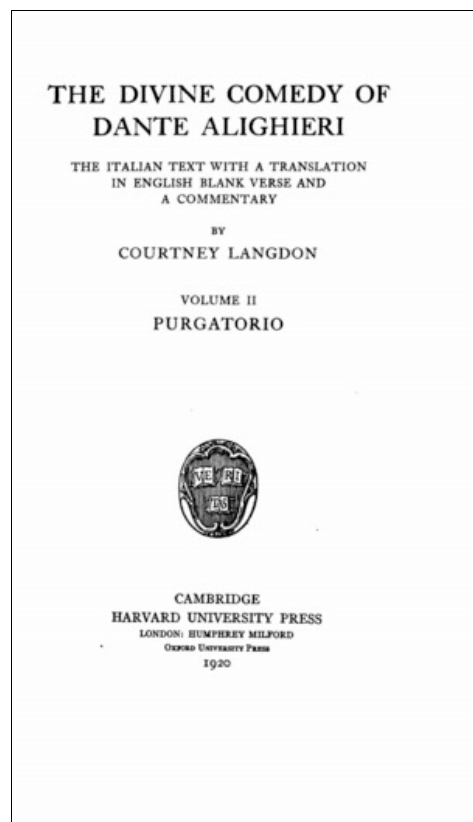 THE DIVINE COMEDY OF
DANTE ALIGHIERI
THE ITALIAN TEXT WITH A TRANSLATION
IN ENGLISH BLANK VERSE AND
A COMMENTARY
BY
COURTNEY LANGDON
VOLUME II
PURGATORIO
VE RI
TS
CAMBRIDGE
HARVARD UNIVERSITY PRESS
LONDON: HUMPHREY MILFORD
OXFORD UNIVERSITY PRESS
1920